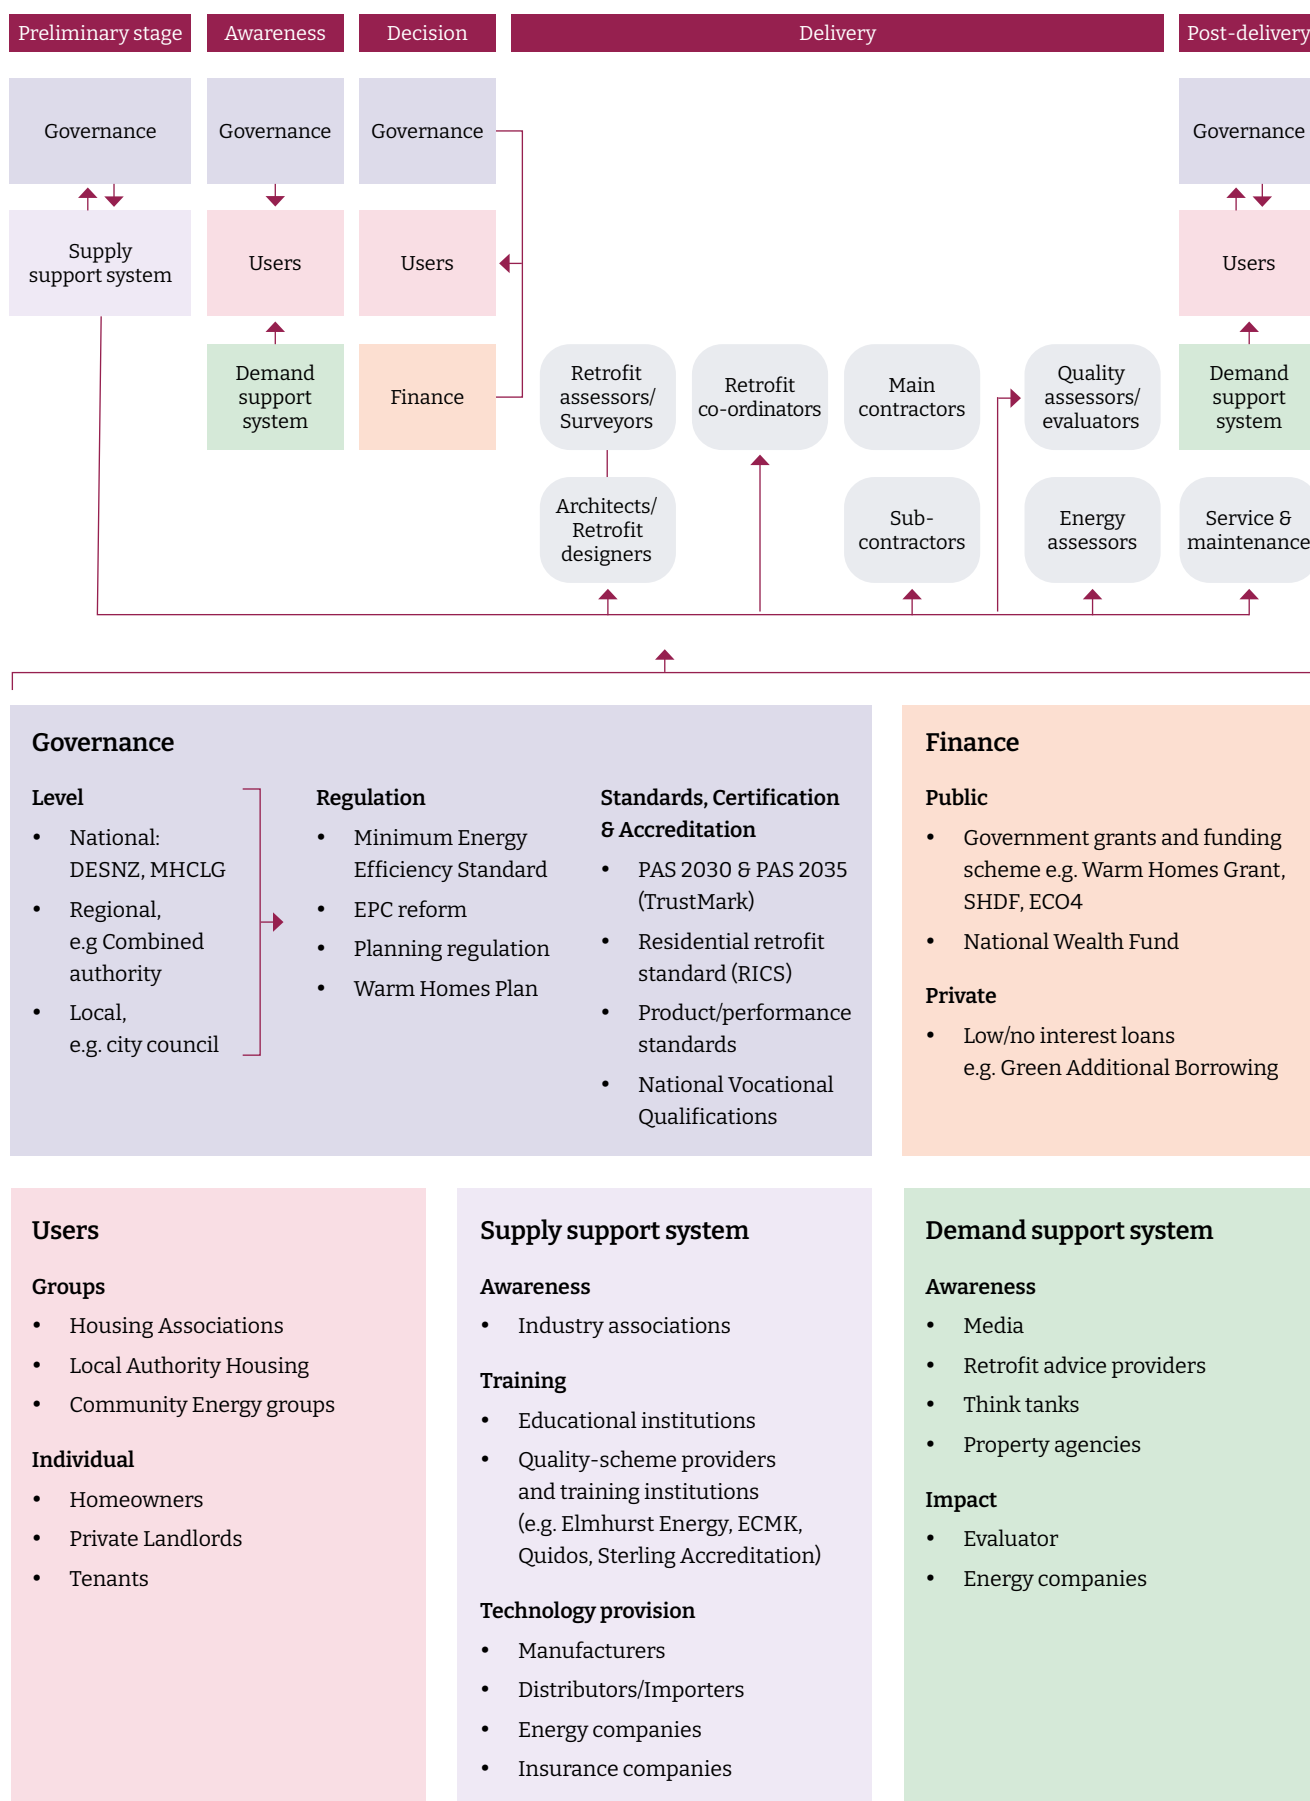 Preliminary stage
Awareness
Decision
Delivery
Post-delivery
Governance
Governance
Governance
Governance
Supply
support system
Users
Users
Users
Demand
support
system
Finance
Retrofit
assessors/
Surveyors
Retrofit
co-ordinators
Main
contractors
Quality
assessors/
evaluators
Demand
support
system
Architects/
Retrofit
designers
Sub-
contractors
Energy
assessors
Service &
maintenance
Governance
Level
• National:
DESNZ, MHCLG
• Regional,
e.g Combined
authority
• Local,
e.g. city council
Regulation
• Minimum Energy
Efficiency Standard
• EPC reform
• Planning regulation
• Warm Homes Plan
Standards, Certification
& Accreditation
• PAS 2030 & PAS 2035
(TrustMark)
• Residential retrofit
standard (RICS)
• Product/performance
standards
• National Vocational
Qualifications
Finance
Public
• Government grants and funding
scheme e.g. Warm Homes Grant,
SHDF, ECO4
• National Wealth Fund
Private
• Low/no interest loans
e.g. Green Additional Borrowing
Users
Groups
• Housing Associations
• Local Authority Housing
• Community Energy groups
Individual
• Homeowners
• Private Landlords
• Tenants
Supply support system
Awareness
• Industry associations
Training
• Educational institutions
• Quality-scheme providers
and training institutions
(e.g. Elmhurst Energy, ECMK,
Quidos, Sterling Accreditation)
Technology provision
• Manufacturers
• Distributors/Importers
• Energy companies
• Insurance companies
Demand support system
Awareness
• Media
• Retrofit advice providers
• Think tanks
• Property agencies
Impact
• Evaluator
• Energy companies